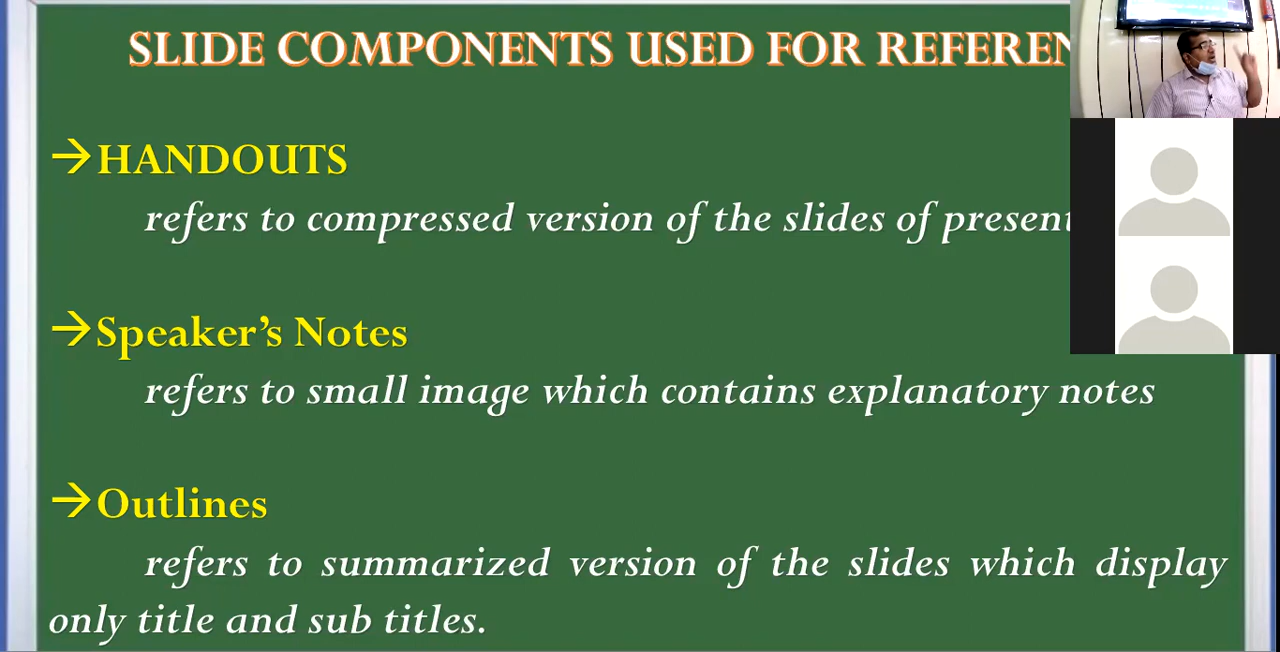 SLIDE COMPONENTS USED FOR
→HANDOUTS
refers to compressed version of the slides of
→Speaker's Notes
refers to small image which contains explanatory notes
→Outlines
refers to summarized version of the slides which display
only title and sub titles.